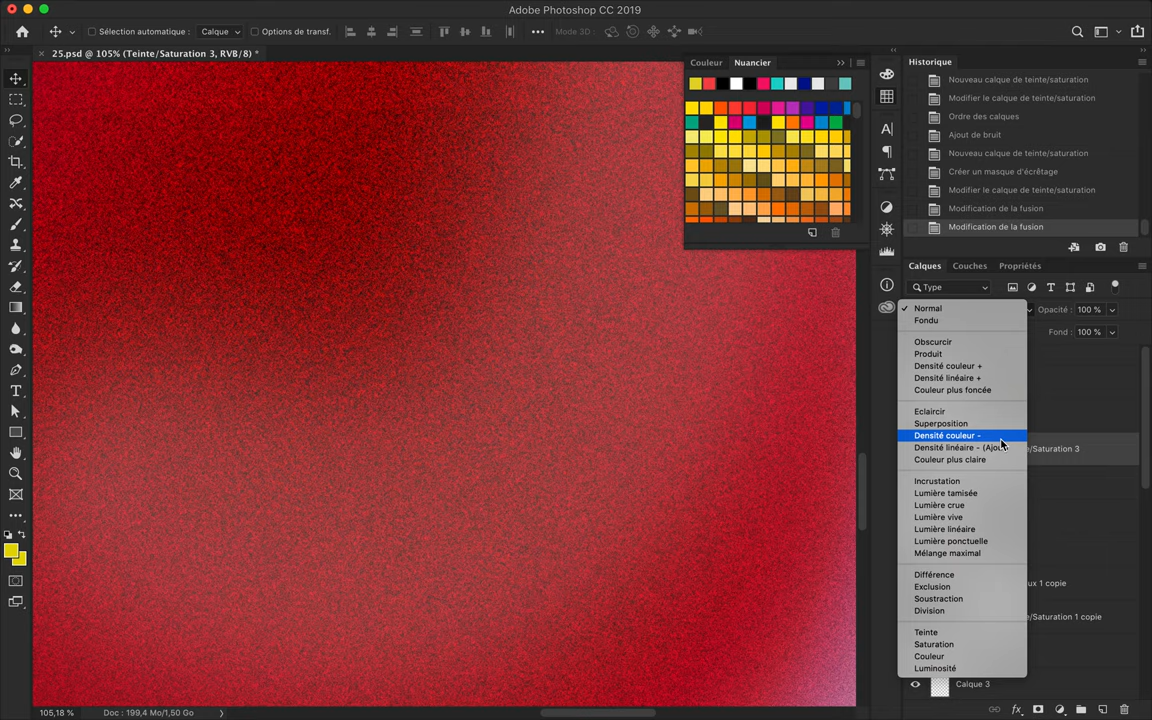 Adobe Photoshop CC 2019
Sélection automatique :
Calque
Options de transf.
Mode 3D :
25.psd @ 105% (Teinte/Saturation 3, RVB/8) *
Couleur
Nuancier
Historique
Nouveau calque de teinte/saturation
Modifier le calque de teinte/saturation
Ordre des calques
Ajout de bruit
Nouveau calque de teinte/saturation
Créer un masque d'écrêtage
Modifier le calque de teinte/saturation
Modification de la fusion
Modification de la fusion
Calques
Couches
Propriétés
Type
Normal
Opacité : 100 %
Fondu
Fond : 100 %
Obscurcir
Produit
Densité couleur +
Densité linéaire +
Couleur plus foncée
Eclaircir
Superposition
Densité couleur -
Densité linéaire -
/Saturation 3
Couleur plus claire
Incrustation
Lumière tamisée
Lumière crue
Lumière vive
Lumière linéaire
Lumière ponctuelle
Mélange maximal
Différence
ux 1 copie
Exclusion
Soustraction
Division
/Saturation 1 copie
Teinte
Saturation
Couleur
Luminosité
Calque 3
105,18 %
Doc : 199,4 Mo/1,50 Go